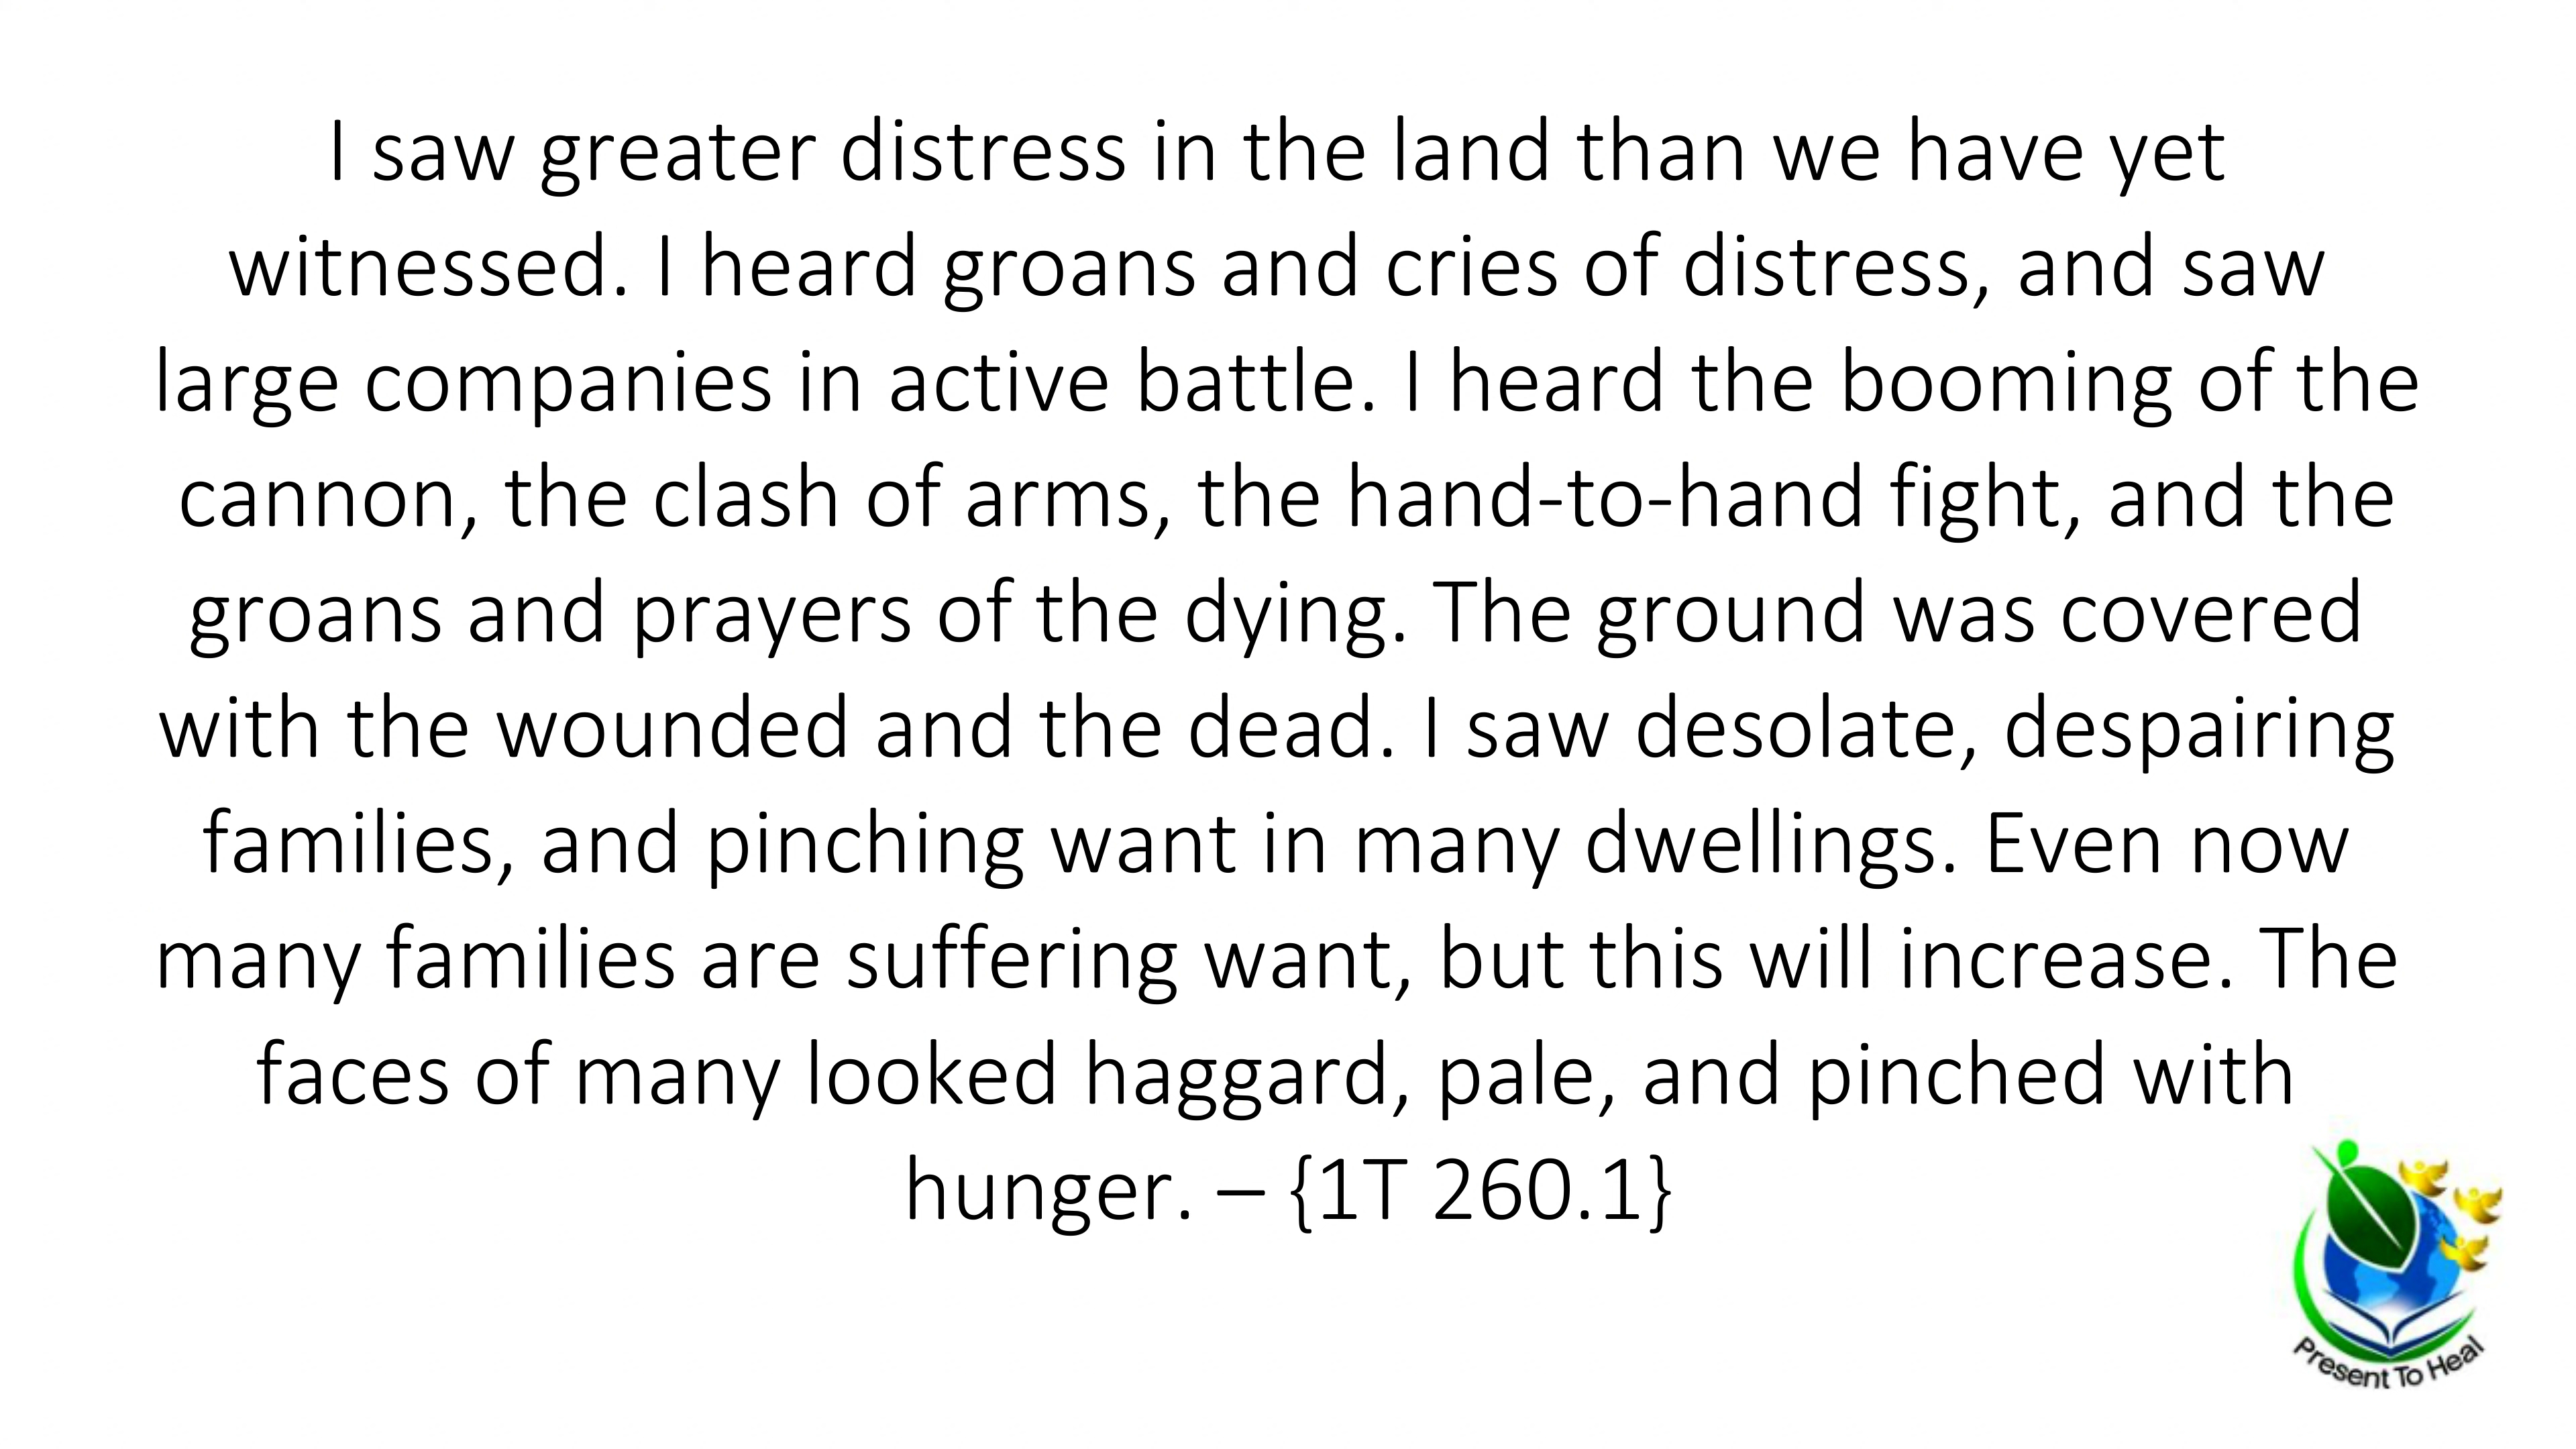 I saw greater distress in the land than we have yet
witnessed. I heard groans and cries of distress, and saw
large companies in active battle. I heard the booming of the
cannon, the clash of arms, the hand-to-hand fight, and the
groans and prayers of the dying. The ground was covered
with the wounded and the dead. I saw desolate, despairing
families, and pinching want in many dwellings. Even now
many families are suffering want, but this will increase. The
faces of many looked haggard, pale, and pinched with
hunger. – {1T 260.1}
Present To Heal